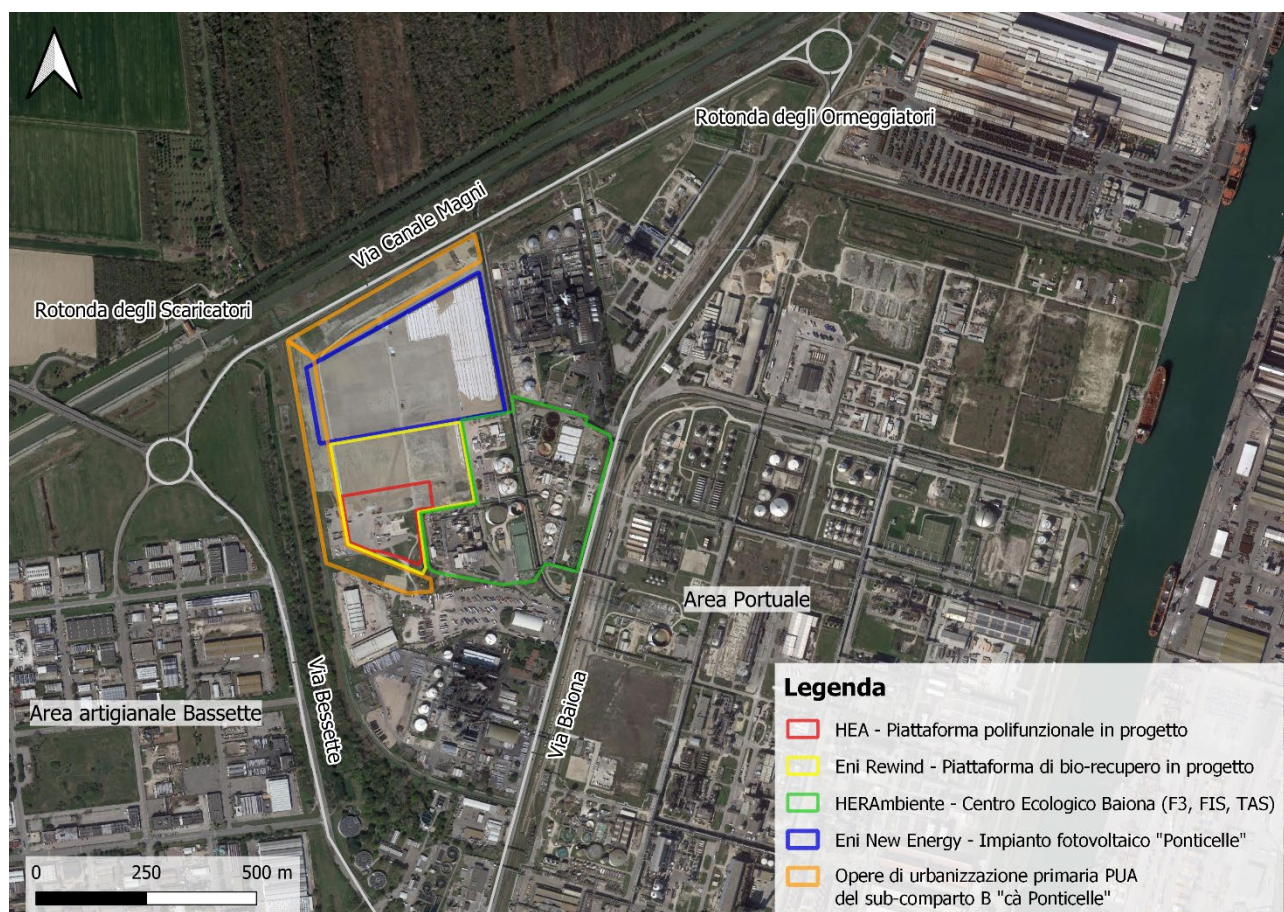 Rotonda degli Ormeggiatori
Via Canale Magni
Rotonda degli Scaricatori
Area Portuale
Area artigianale Bassette
Via Bessette
Via Baiona
Legenda
HEA - Piattaforma polifunzionale in progetto
Eni Rewind - Piattaforma di bio-recupero in progetto
HERAmbiente - Centro Ecologico Baiona (F3, FIS, TAS)
Eni New Energy - Impianto fotovoltaico "Ponticelle"
Opere di urbanizzazione primaria PUA
del sub-comparto B "cà Ponticelle"
0 250 500 m